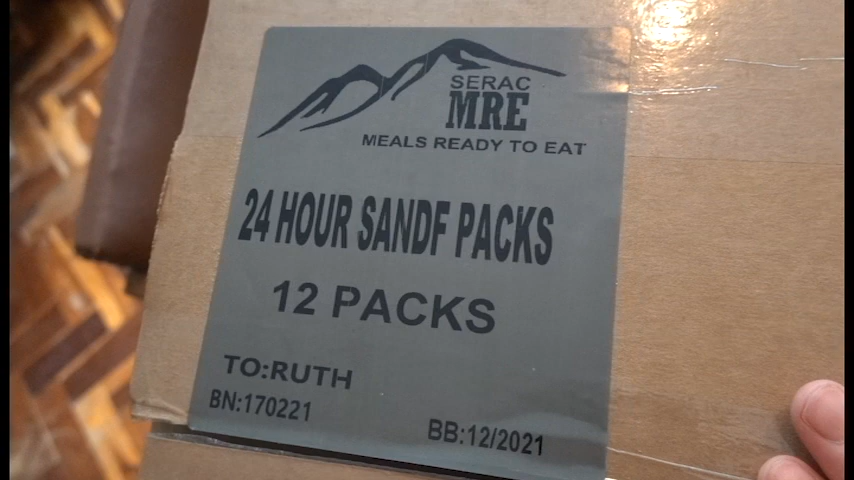 SERAC
MRE
MEALS READY TO EAT
24 HOUR SANDF PACKS
12 PACKS
TO:RUTH
BN:170221
BB:12/2021